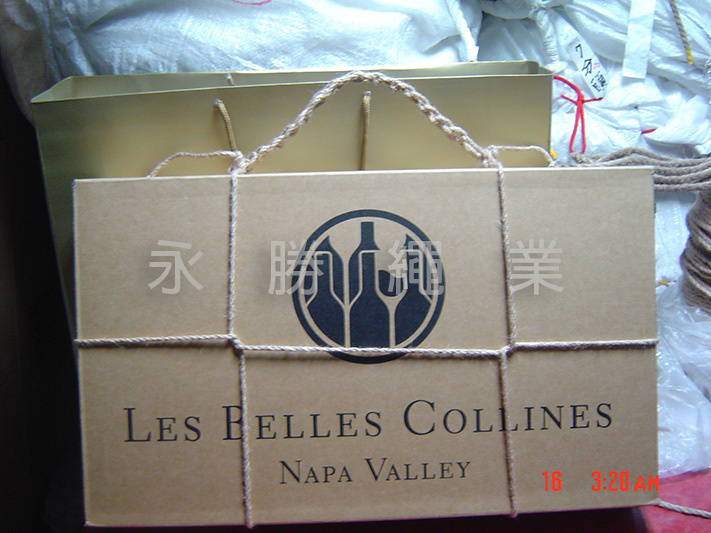 永勝繩業
LES BELLES COLLINES
NAPA VALLEY
16 3:20 AM